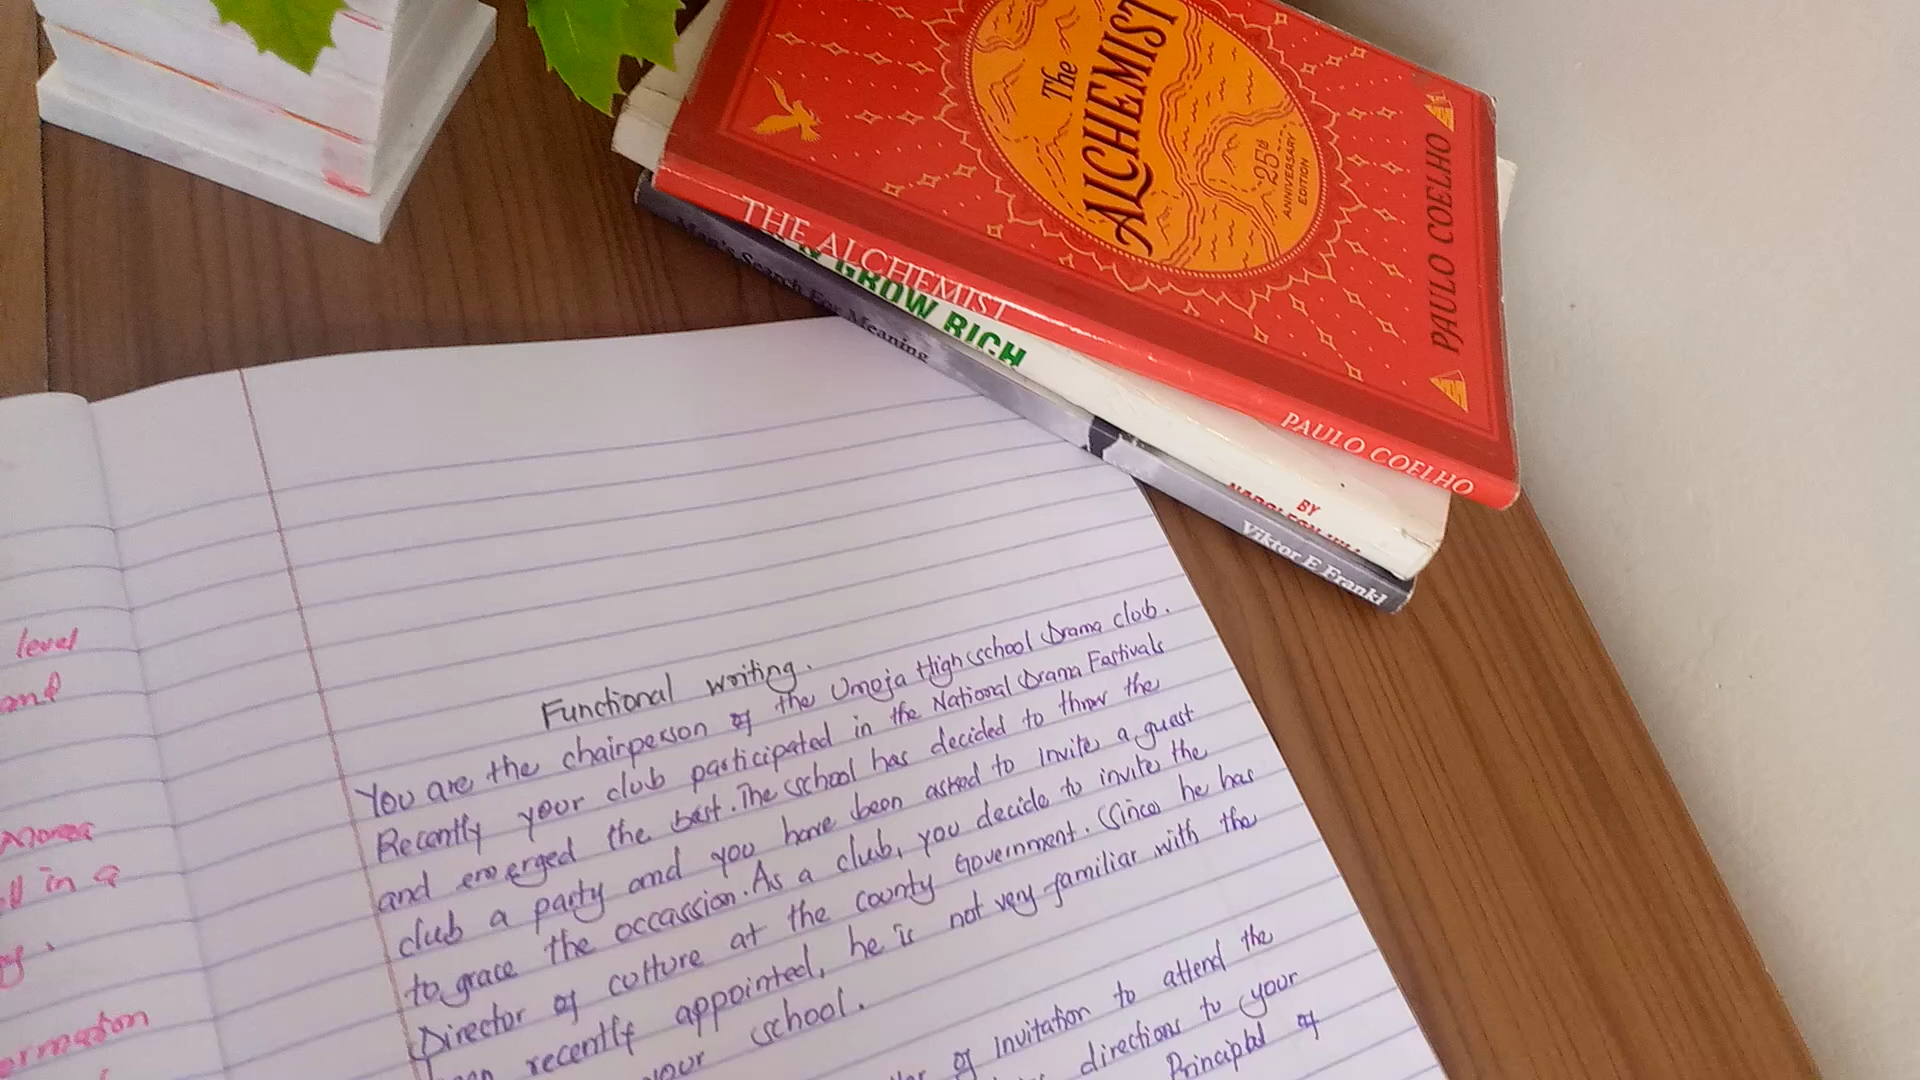 The
ALCHEMIST
25th
ANNIVERSARY
EDITION
PAULO COELHO
THE ALCHEMIST
PAULO COELHO
GROW RICH
BY
Man's Search For Meaning
Viktor E Frankl
level
and
in a
Functional writing.
You are the chairperson of the Umoja High school Drama club.
Recently your club participated in the National Drama Fastivals
and emerged the best. The school has decided to throw the
club a party and you have been asked to invite a guest
to grace the occassion. As a club, you decide to invite the
Director of culture at the county Government. Since he has
recently appointed, he is not very familiar with the
your school.
of invitation to attend the
directions to your
Principal of